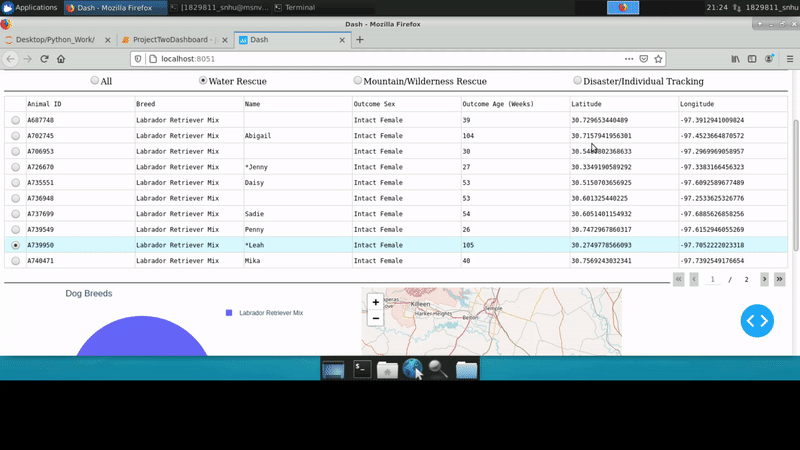 Applications Dash - Mozilla Firefox [1829811_snhu@msnv... Terminal 21:24 1829811_snhu
Dash - Mozilla Firefox
Desktop/Python_Work/ ProjectTwoDashboard - J Dash
localhost:8051
All Water Rescue Mountain/Wilderness Rescue Disaster/Individual Tracking
Animal ID Breed Name Outcome Sex Outcome Age (Weeks) Latitude Longitude
A687748 Labrador Retriever Mix Intact Female 39 30.729653440489 -97.3912941009824
A702745 Labrador Retriever Mix Abigail Intact Female 104 30.7157941956301 -97.4523664870572
A706953 Labrador Retriever Mix Intact Female 30 -97.2969969058957
A726670 Labrador Retriever Mix *Jenny Intact Female 27 30.3349190589292 -97.3383166456323
A735551 Labrador Retriever Mix Daisy Intact Female 53 30.5150703656925 -97.6092589677489
A736948 Labrador Retriever Mix Intact Female 53 30.601325440225 -97.2533625326776
A737699 Labrador Retriever Mix Sadie Intact Female 54 30.6051401154932 -97.6885626858256
A739549 Labrador Retriever Mix Penny Intact Female 26 30.7472967860317 -97.6152946055269
A739950 Labrador Retriever Mix *Leah Intact Female 105 30.2749778566093 -97.7052222023318
A740471 Labrador Retriever Mix Mika Intact Female 40 30.7569243032341 -97.7392549176654
1 / 2
Dog Breeds
Labrador Retriever Mix
+
−
Killeen
Harker Heights
Temple
Belton